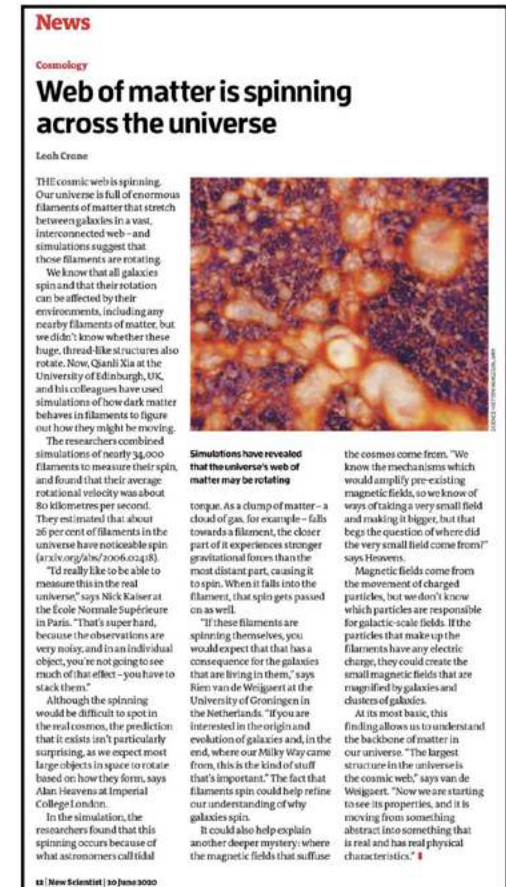 News
Cosmology
Web of matter is spinning
across the universe
Leah Crane
THE cosmic web is spinning.
Our universe is full of enormous
filaments of matter that stretch
between galaxies in a vast,
interconnected web – and
simulations suggest that
those filaments are rotating.
We know that all galaxies
spin and that their rotation
can be affected by their
environments, including any
nearby filaments of matter, but
we didn't know whether these
huge, thread-like structures also
rotate. Now, Qianli Xia at the
University of Edinburgh, UK,
and his colleagues have used
simulations of how dark matter
behaves in filaments to figure
out how they might be moving.
The researchers combined
simulations of nearly 34,000
filaments to measure their spin,
and found that their average
rotational velocity was about
80 kilometres per second.
They estimated that about
26 per cent of filaments in the
universe have noticeable spin
(arxiv.org/abs/2006.02418).
"I'd really like to be able to
measure this in the real
universe," says Nick Kaiser at
the École Normale Supérieure
in Paris. "That's super hard,
because the observations are
very noisy, and in an individual
object, you're not going to see
much of that effect – you have to
stack them."
Although the spinning
would be difficult to spot in
the real cosmos, the prediction
that it exists isn't particularly
surprising, as we expect most
large objects in space to rotate
based on how they form, says
Alan Heavens at Imperial
College London.
In the simulation, the
researchers found that this
spinning occurs because of
what astronomers call tidal
Simulations have revealed
that the universe's web of
matter may be rotating
torque. As a clump of matter – a
cloud of gas, for example – falls
towards a filament, the closer
part of it experiences stronger
gravitational forces than the
most distant part, causing it
to spin. When it falls into the
filament, that spin gets passed
on as well.
"If these filaments are
spinning themselves, you
would expect that that has a
consequence for the galaxies
that are living in them," says
Rien van de Weijgaert at the
University of Groningen in
the Netherlands. "If you are
interested in the origin and
evolution of galaxies and, in the
end, where our Milky Way came
from, this is the kind of stuff
that's important." The fact that
filaments spin could help refine
our understanding of why
galaxies spin.
It could also help explain
another deeper mystery: where
the magnetic fields that suffuse
the cosmos come from. "We
know the mechanisms which
would amplify pre-existing
magnetic fields, so we know of
ways of taking a very small field
and making it bigger, but that
begs the question of where did
the very small field come from?"
says Heavens.
Magnetic fields come from
the movement of charged
particles, but we don't know
which particles are responsible
for galactic-scale fields. If the
particles that make up the
filaments have any electric
charge, they could create the
small magnetic fields that are
magnified by galaxies and
clusters of galaxies.
At its most basic, this
finding allows us to understand
the backbone of matter in
our universe. "The largest
structure in the universe is
the cosmic web," says van de
Weijgaert. "Now we are starting
to see its properties, and it is
moving from something
abstract into something that
is real and has real physical
characteristics."
12 | New Scientist | 20 June 2020